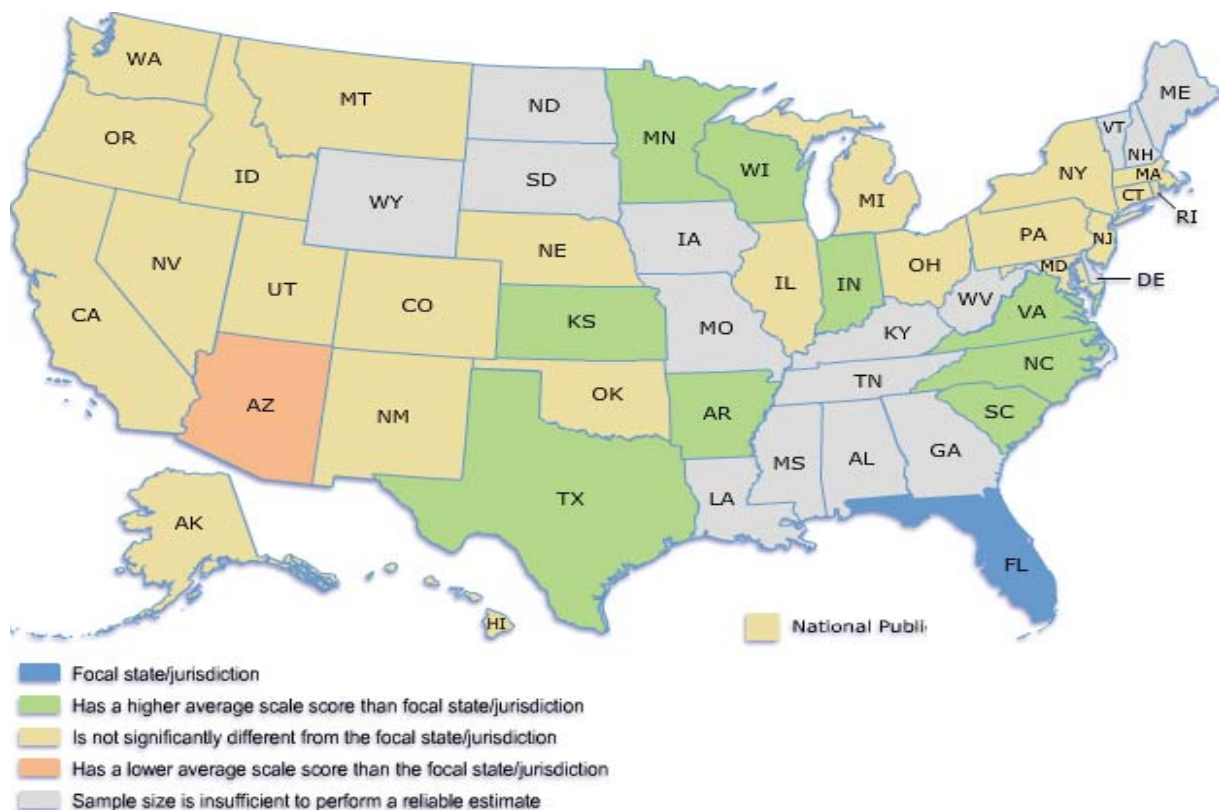 WA
MT
ND
MN
ME
VT
NH
OR
ID
SD
WI
NY
MA
CT
RI
MI
WY
IA
PA
NJ
NE
NV
UT
CO
IL
IN
OH
MD
DE
WV
VA
CA
KS
MO
KY
NC
TN
AZ
NM
OK
AR
SC
MS
AL
GA
TX
LA
AK
FL
HI
National Publi
Focal state/jurisdiction
Has a higher average scale score than focal state/jurisdiction
Is not significantly different from the focal state/jurisdiction
Has a lower average scale score than the focal state/jurisdiction
Sample size is insufficient to perform a reliable estimate